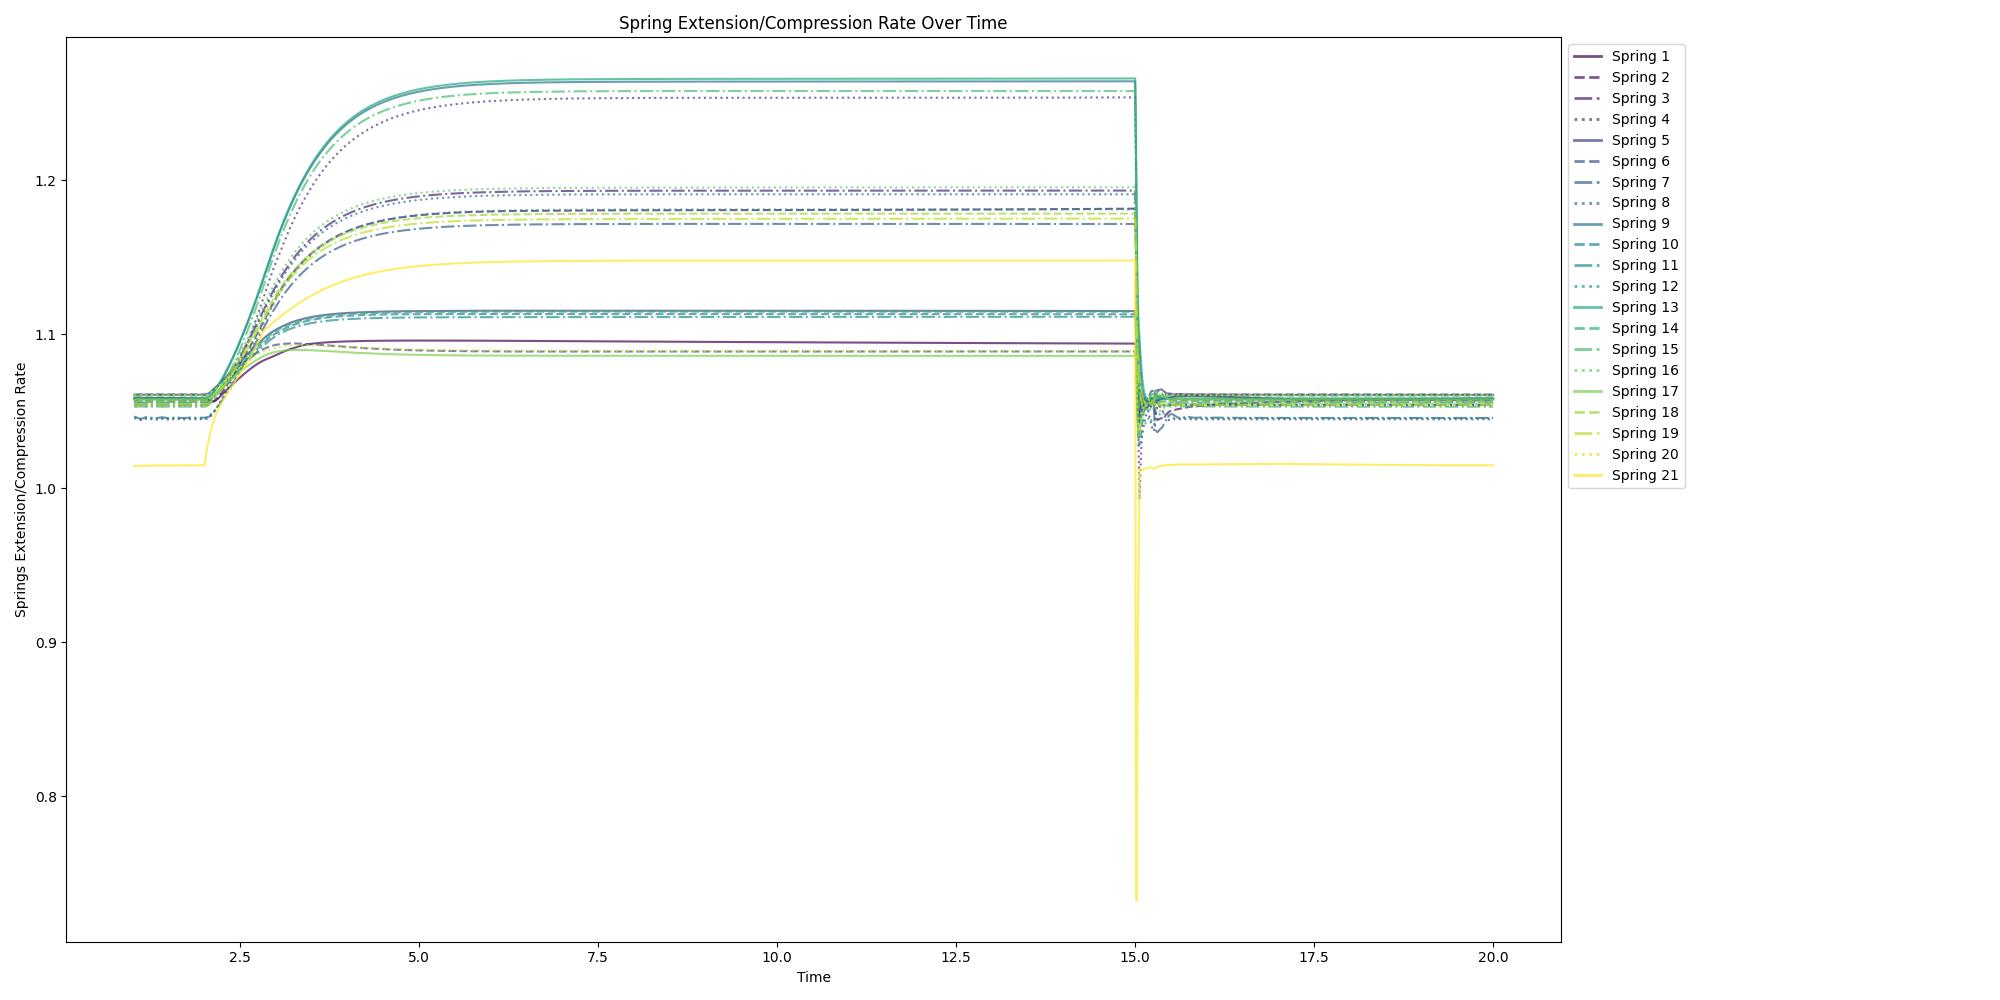 Spring Extension/Compression Rate Over Time
Springs Extension/Compression Rate
1.2
1.1
1.0
0.9
0.8
2.5
5.0
7.5
10.0
12.5
15.0
17.5
20.0
Time
Spring 1
Spring 2
Spring 3
Spring 4
Spring 5
Spring 6
Spring 7
Spring 8
Spring 9
Spring 10
Spring 11
Spring 12
Spring 13
Spring 14
Spring 15
Spring 16
Spring 17
Spring 18
Spring 19
Spring 20
Spring 21